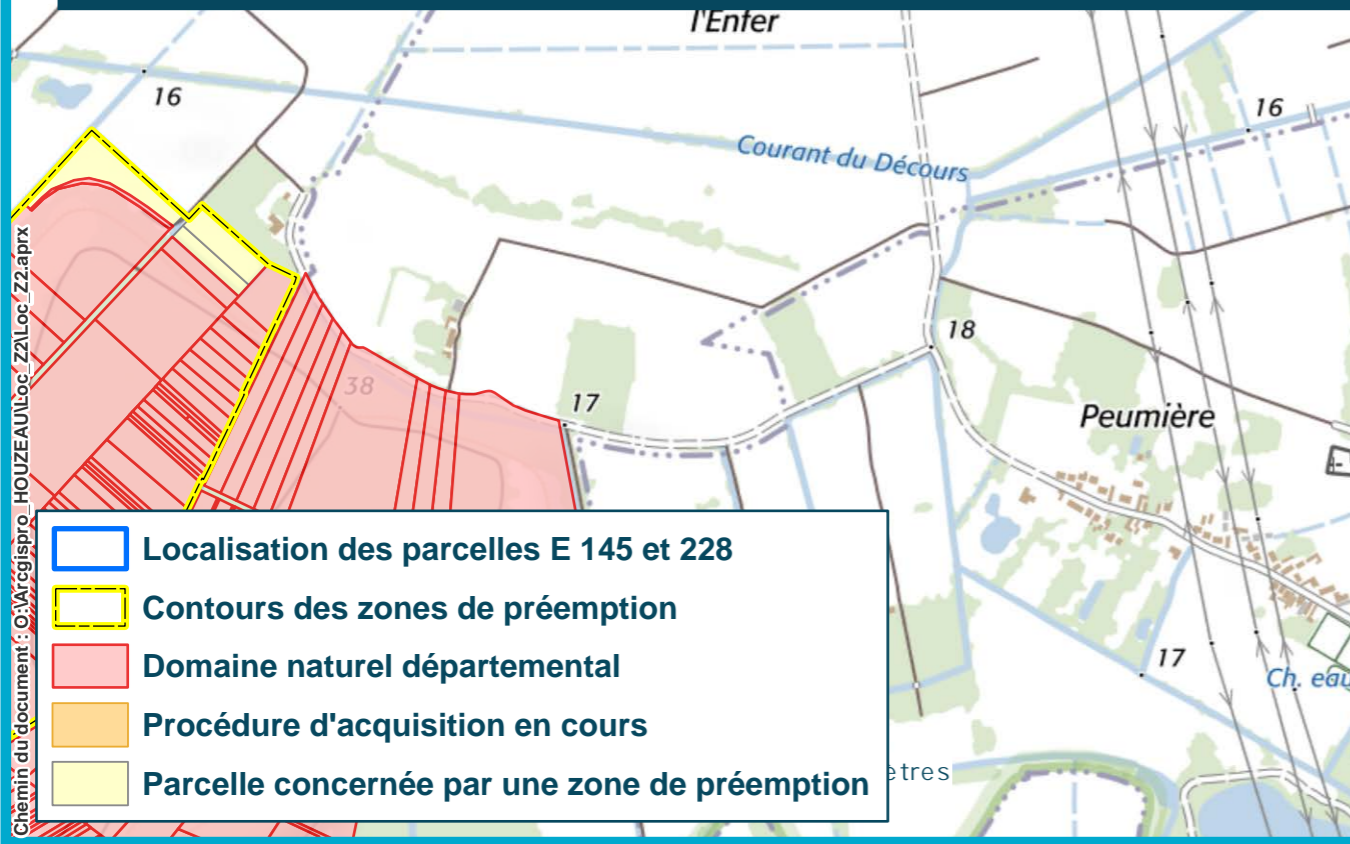 l'Enfer
16
16
Courant du Décours
38
17
18
Peumière
17
Ch. eau
ètres
Localisation des parcelles E 145 et 228
Contours des zones de préemption
Domaine naturel départemental
Procédure d'acquisition en cours
Parcelle concernée par une zone de préemption
Chemin du document : O:\Arcgispro_HOUZEAU\Loc_Z2\Loc_Z2.aprx